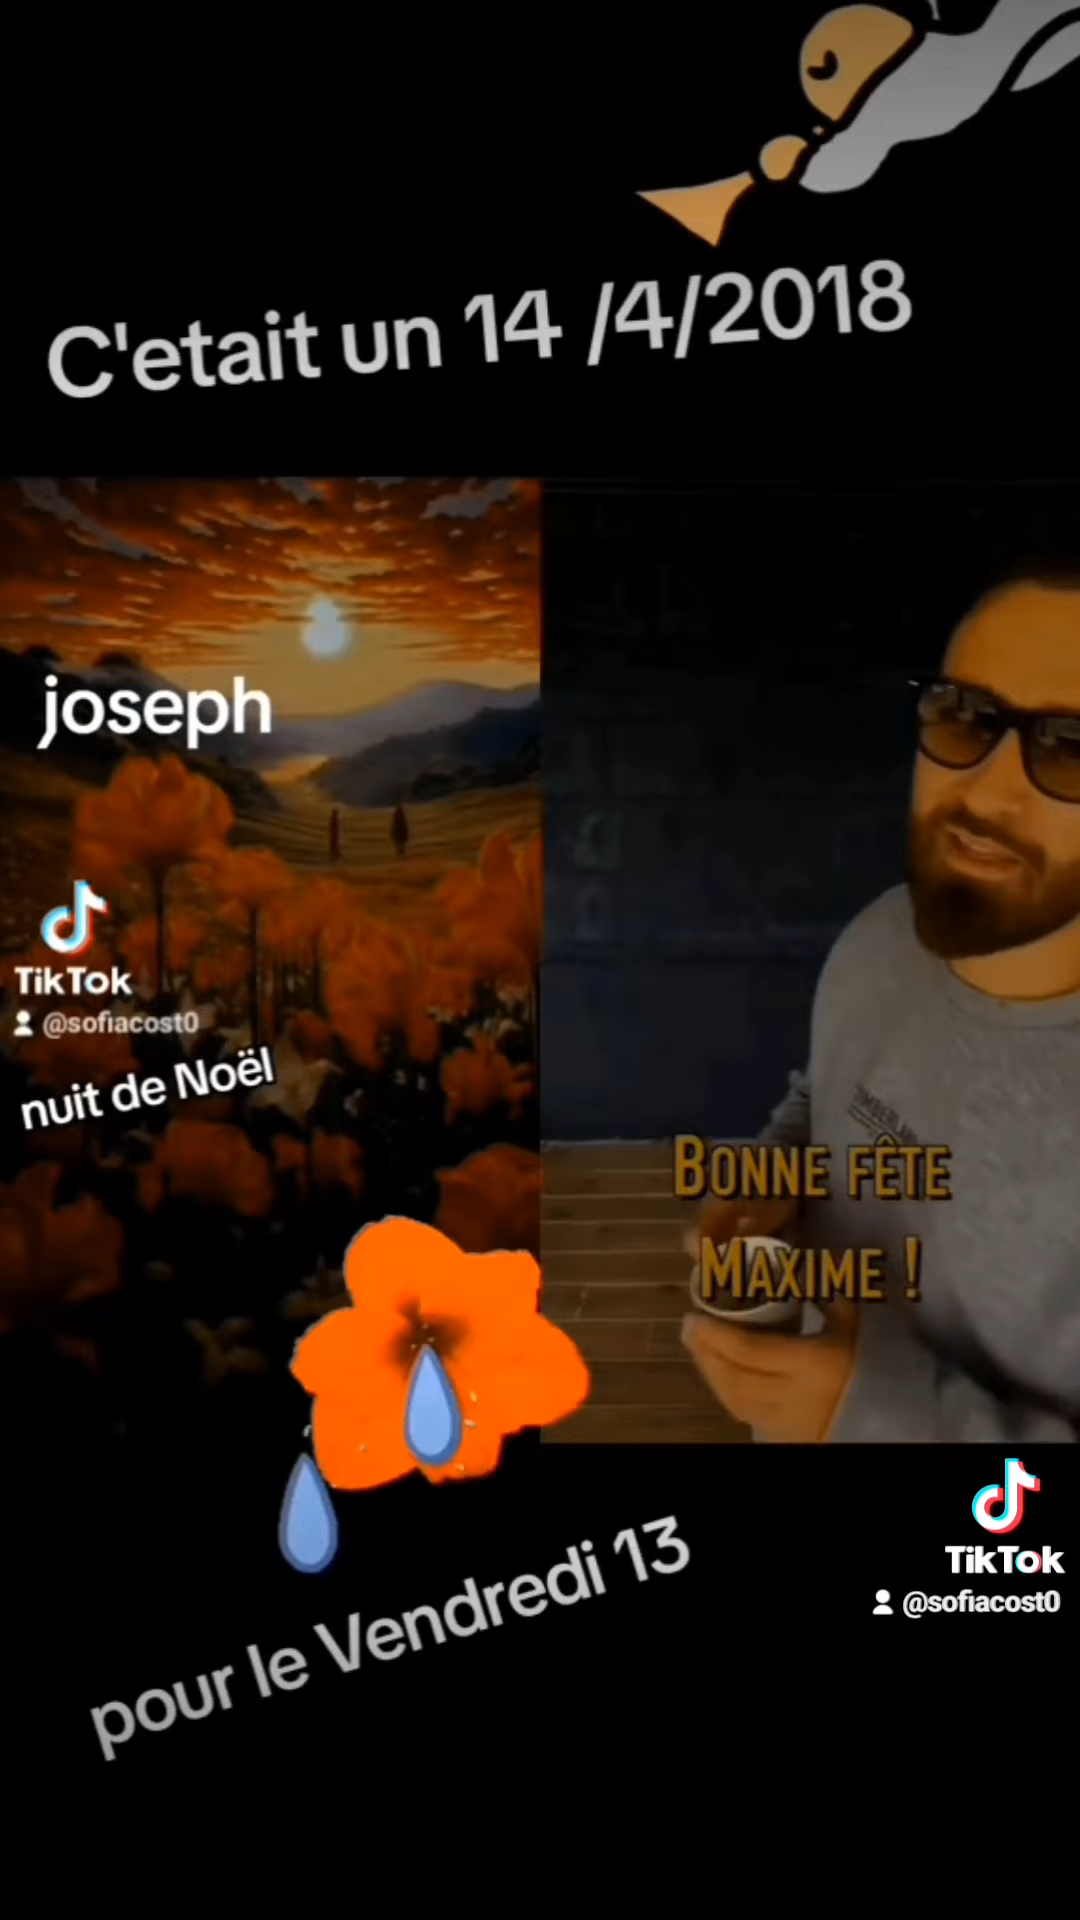 C'etait un 14 /4/2018
joseph
TikTok
@sofiacost0
nuit de Noël
TIMBERLAND
BONNE FÊTE
MAXIME !
TikTok
@sofiacost0
pour le Vendredi 13